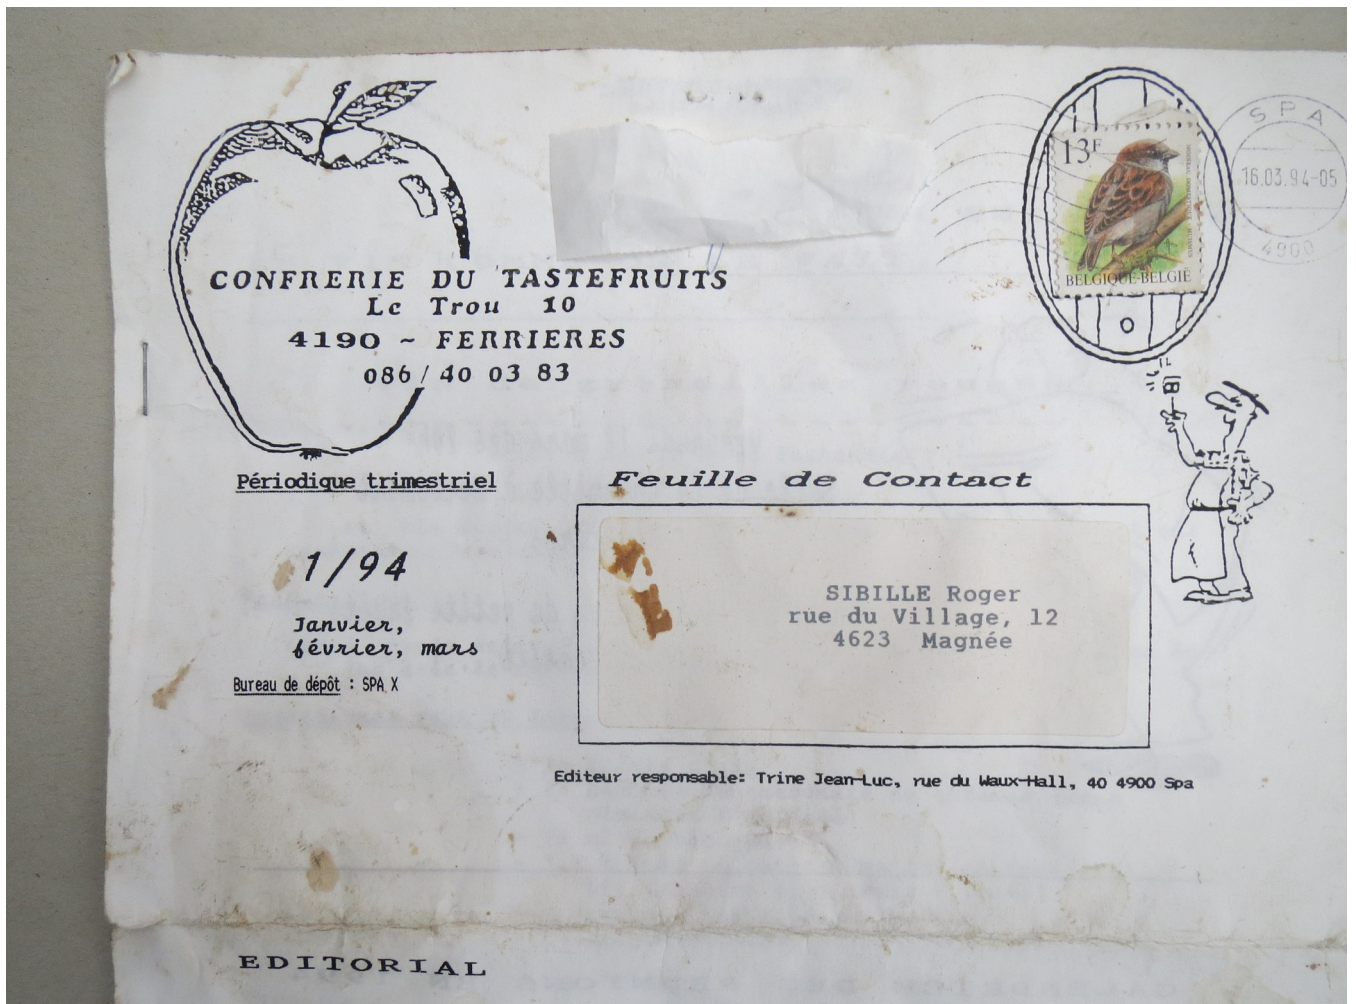 13F
BELGIQUE-BELGIË
SPA
16.03.94-05
4900
CONFRERIE DU TASTEFRUITS
Le Trou 10
4190 ~ FERRIERES
086/40 03 83
Périodique trimestriel
Feuille de Contact
1/94
Janvier,
février, mars
Bureau de dépôt : SPA X
SIBILLE Roger
rue du Village, 12
4623 Magnée
Editeur responsable: Trine Jean-Luc, rue du Waux-Hall, 40 4900 Spa
EDITORIAL